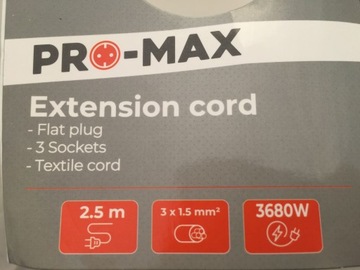 PRO-MAX
Extension cord
- Flat plug
- 3 Sockets
- Textile cord
2.5 m
3 x 1.5 mm²
3680W